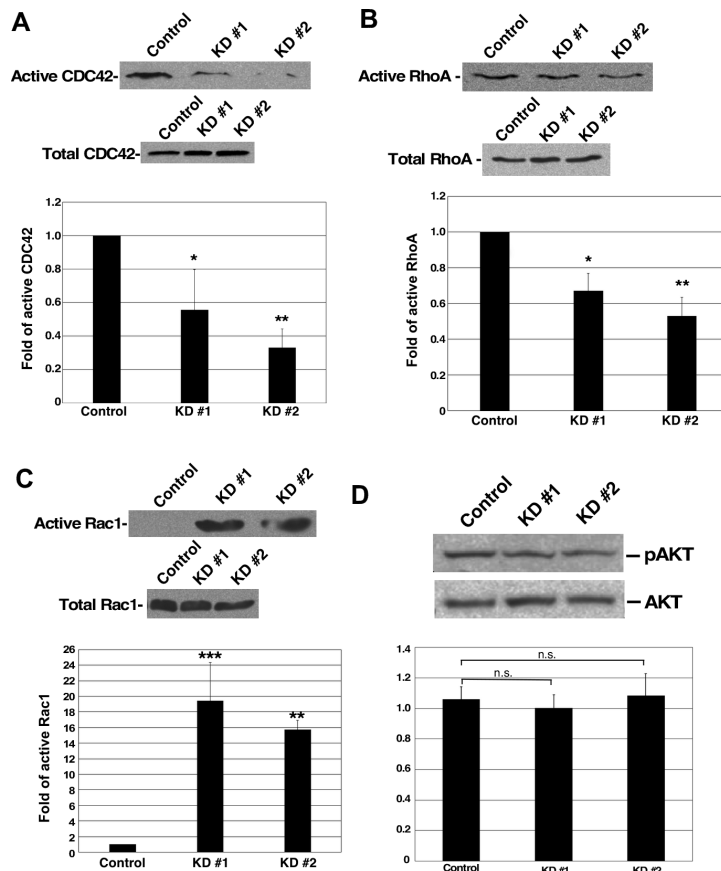 A
Control KD #1 KD #2
Active CDC42-
Control KD #1 KD #2
Total CDC42-
Fold of active CDC42
1.2
1.0
0.8
0.6
0.4
0.2
0
*
**
Control KD #1 KD #2
B
Control KD #1 KD #2
Active RhoA -
Control KD #1 KD #2
Total RhoA -
Fold of active RhoA
1.2
1.0
0.8
0.6
0.4
0.2
0
*
**
Control KD #1 KD #2
C
Control KD #1 KD #2
Active Rac1-
Control KD #1 KD #2
Total Rac1-
Fold of active Rac1
26
24
22
20
18
16
14
12
10
8
6
4
2
0
***
**
Control KD #1 KD #2
D
Control KD #1 KD #2
– pAKT
– AKT
1.4
1.2
1.0
0.8
0.6
0.4
0.2
0
n.s.
n.s.
Control KD #1 KD #2